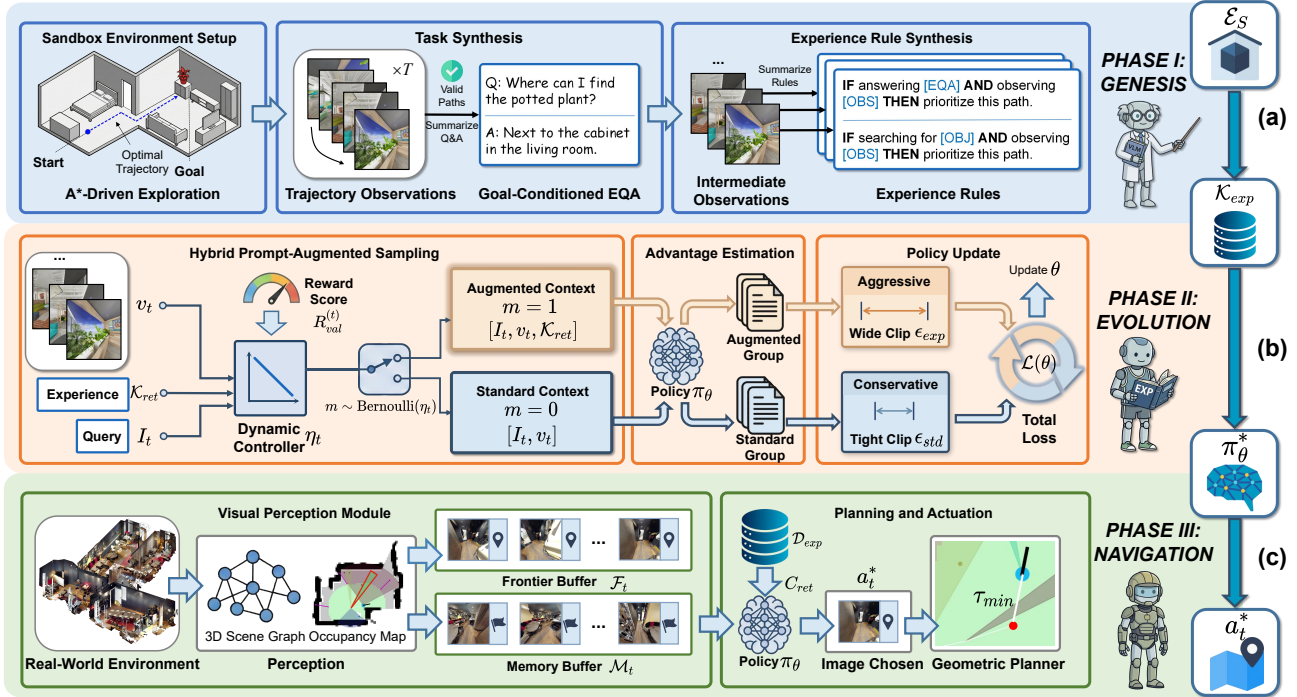 Sandbox Environment Setup
Start
Optimal
Trajectory
Goal
A*-Driven Exploration
Task Synthesis
...
×T
Valid
Paths
Summarize
Q&A
Q: Where can I find
the potted plant?
A: Next to the cabinet
in the living room.
Trajectory Observations
Goal-Conditioned EQA
Experience Rule Synthesis
...
Summarize
Rules
IF answering [EQA] AND observing
[OBS] THEN prioritize this path.
IF searching for [OBJ] AND observing
[OBS] THEN prioritize this path.
Intermediate
Observations
Experience Rules
PHASE I:
GENESIS
VLM
ℰ_S
(a)
𝒦_exp
Hybrid Prompt-Augmented Sampling
...
v_t
Experience
𝒦_ret
Query
I_t
Reward
Score
R_val^(t)
Dynamic
Controller η_t
m ∼ Bernoulli(η_t)
Augmented Context
m = 1
[I_t, v_t, 𝒦_ret]
Standard Context
m = 0
[I_t, v_t]
Advantage Estimation
Policy π_θ
Augmented
Group
Standard
Group
Policy Update
Aggressive
Wide Clip ϵ_exp
Conservative
Tight Clip ϵ_std
Update θ
ℒ(θ)
Total
Loss
PHASE II:
EVOLUTION
EXP
(b)
π_θ^*
Visual Perception Module
Real-World Environment
3D Scene Graph Occupancy Map
Perception
...
Frontier Buffer ℱ_t
...
Memory Buffer ℳ_t
Planning and Actuation
𝒟_exp
C_ret
Policy π_θ
a_t^*
Image Chosen
τ_min
Geometric Planner
PHASE III:
NAVIGATION
(c)
a_t^*